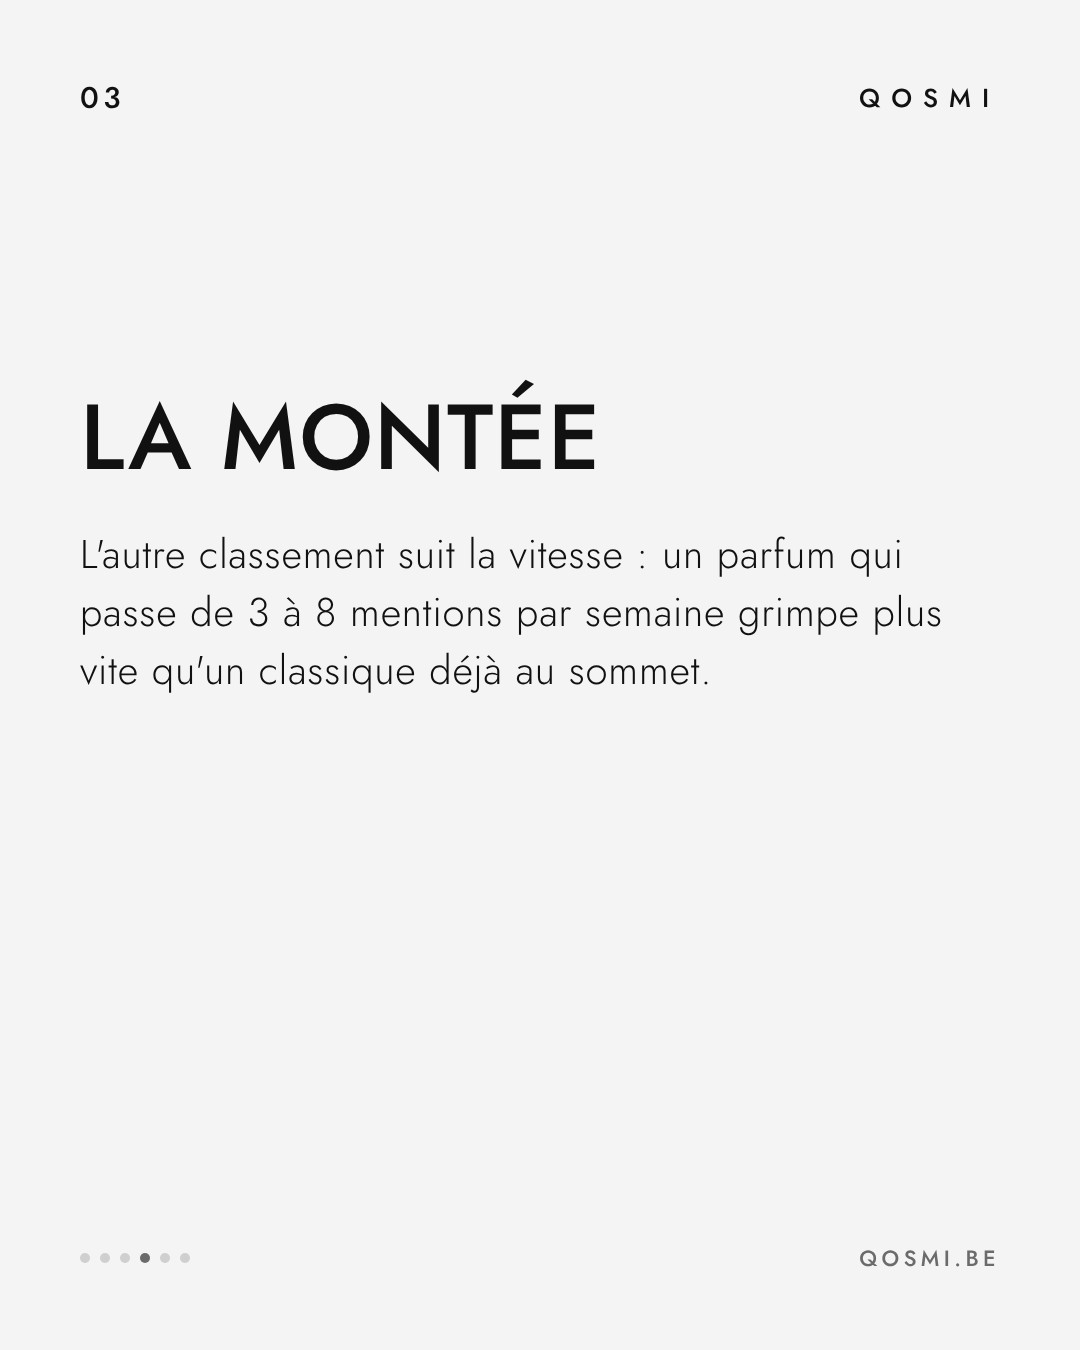 03
QOSMI
LA MONTÉE
L'autre classement suit la vitesse : un parfum qui
passe de 3 à 8 mentions par semaine grimpe plus
vite qu'un classique déjà au sommet.
QOSMI.BE